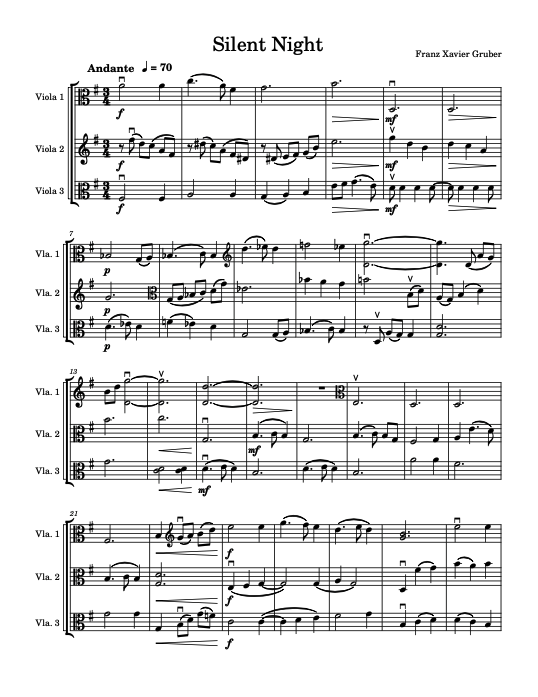 Silent Night
Franz Xavier Gruber
Andante ♩ = 70
Viola 1
f
mf
Viola 2
f
mf
Viola 3
f
mf
7
Vla. 1
p
Vla. 2
p
Vla. 3
p
13
Vla. 1
Vla. 2
mf
Vla. 3
mf
21
Vla. 1
f
Vla. 2
f
Vla. 3
f